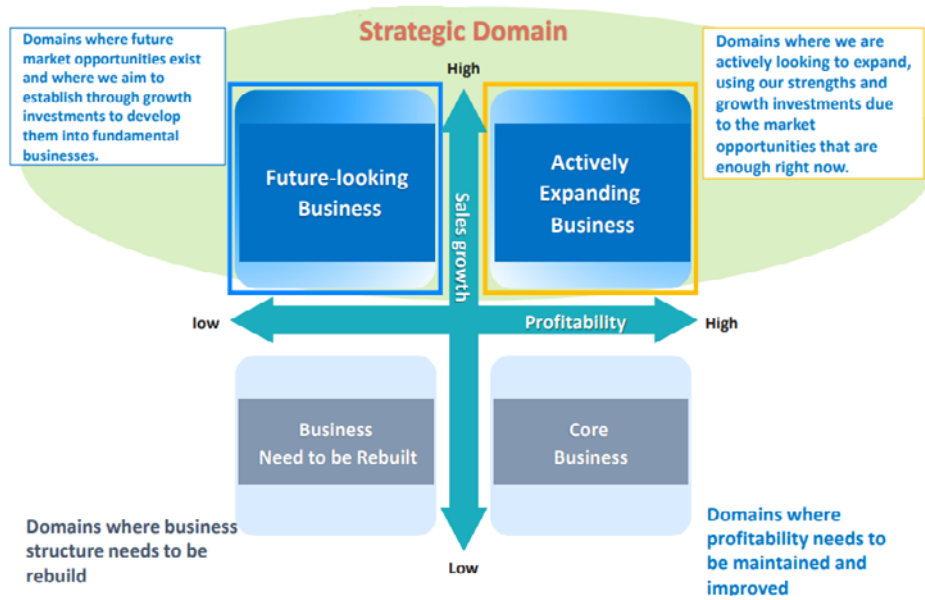 Strategic Domain
Domains where future
market opportunities exist
and where we aim to
establish through growth
investments to develop
them into fundamental
businesses.
High
Domains where we are
actively looking to expand,
using our strengths and
growth investments due
to the market
opportunities that are
enough right now.
Future-looking
Business
Sales growth
Actively
Expanding
Business
low
Profitability
High
Business
Need to be Rebuilt
Core
Business
Domains where business
structure needs to be
rebuild
Low
Domains where
profitability needs to
be maintained and
improved